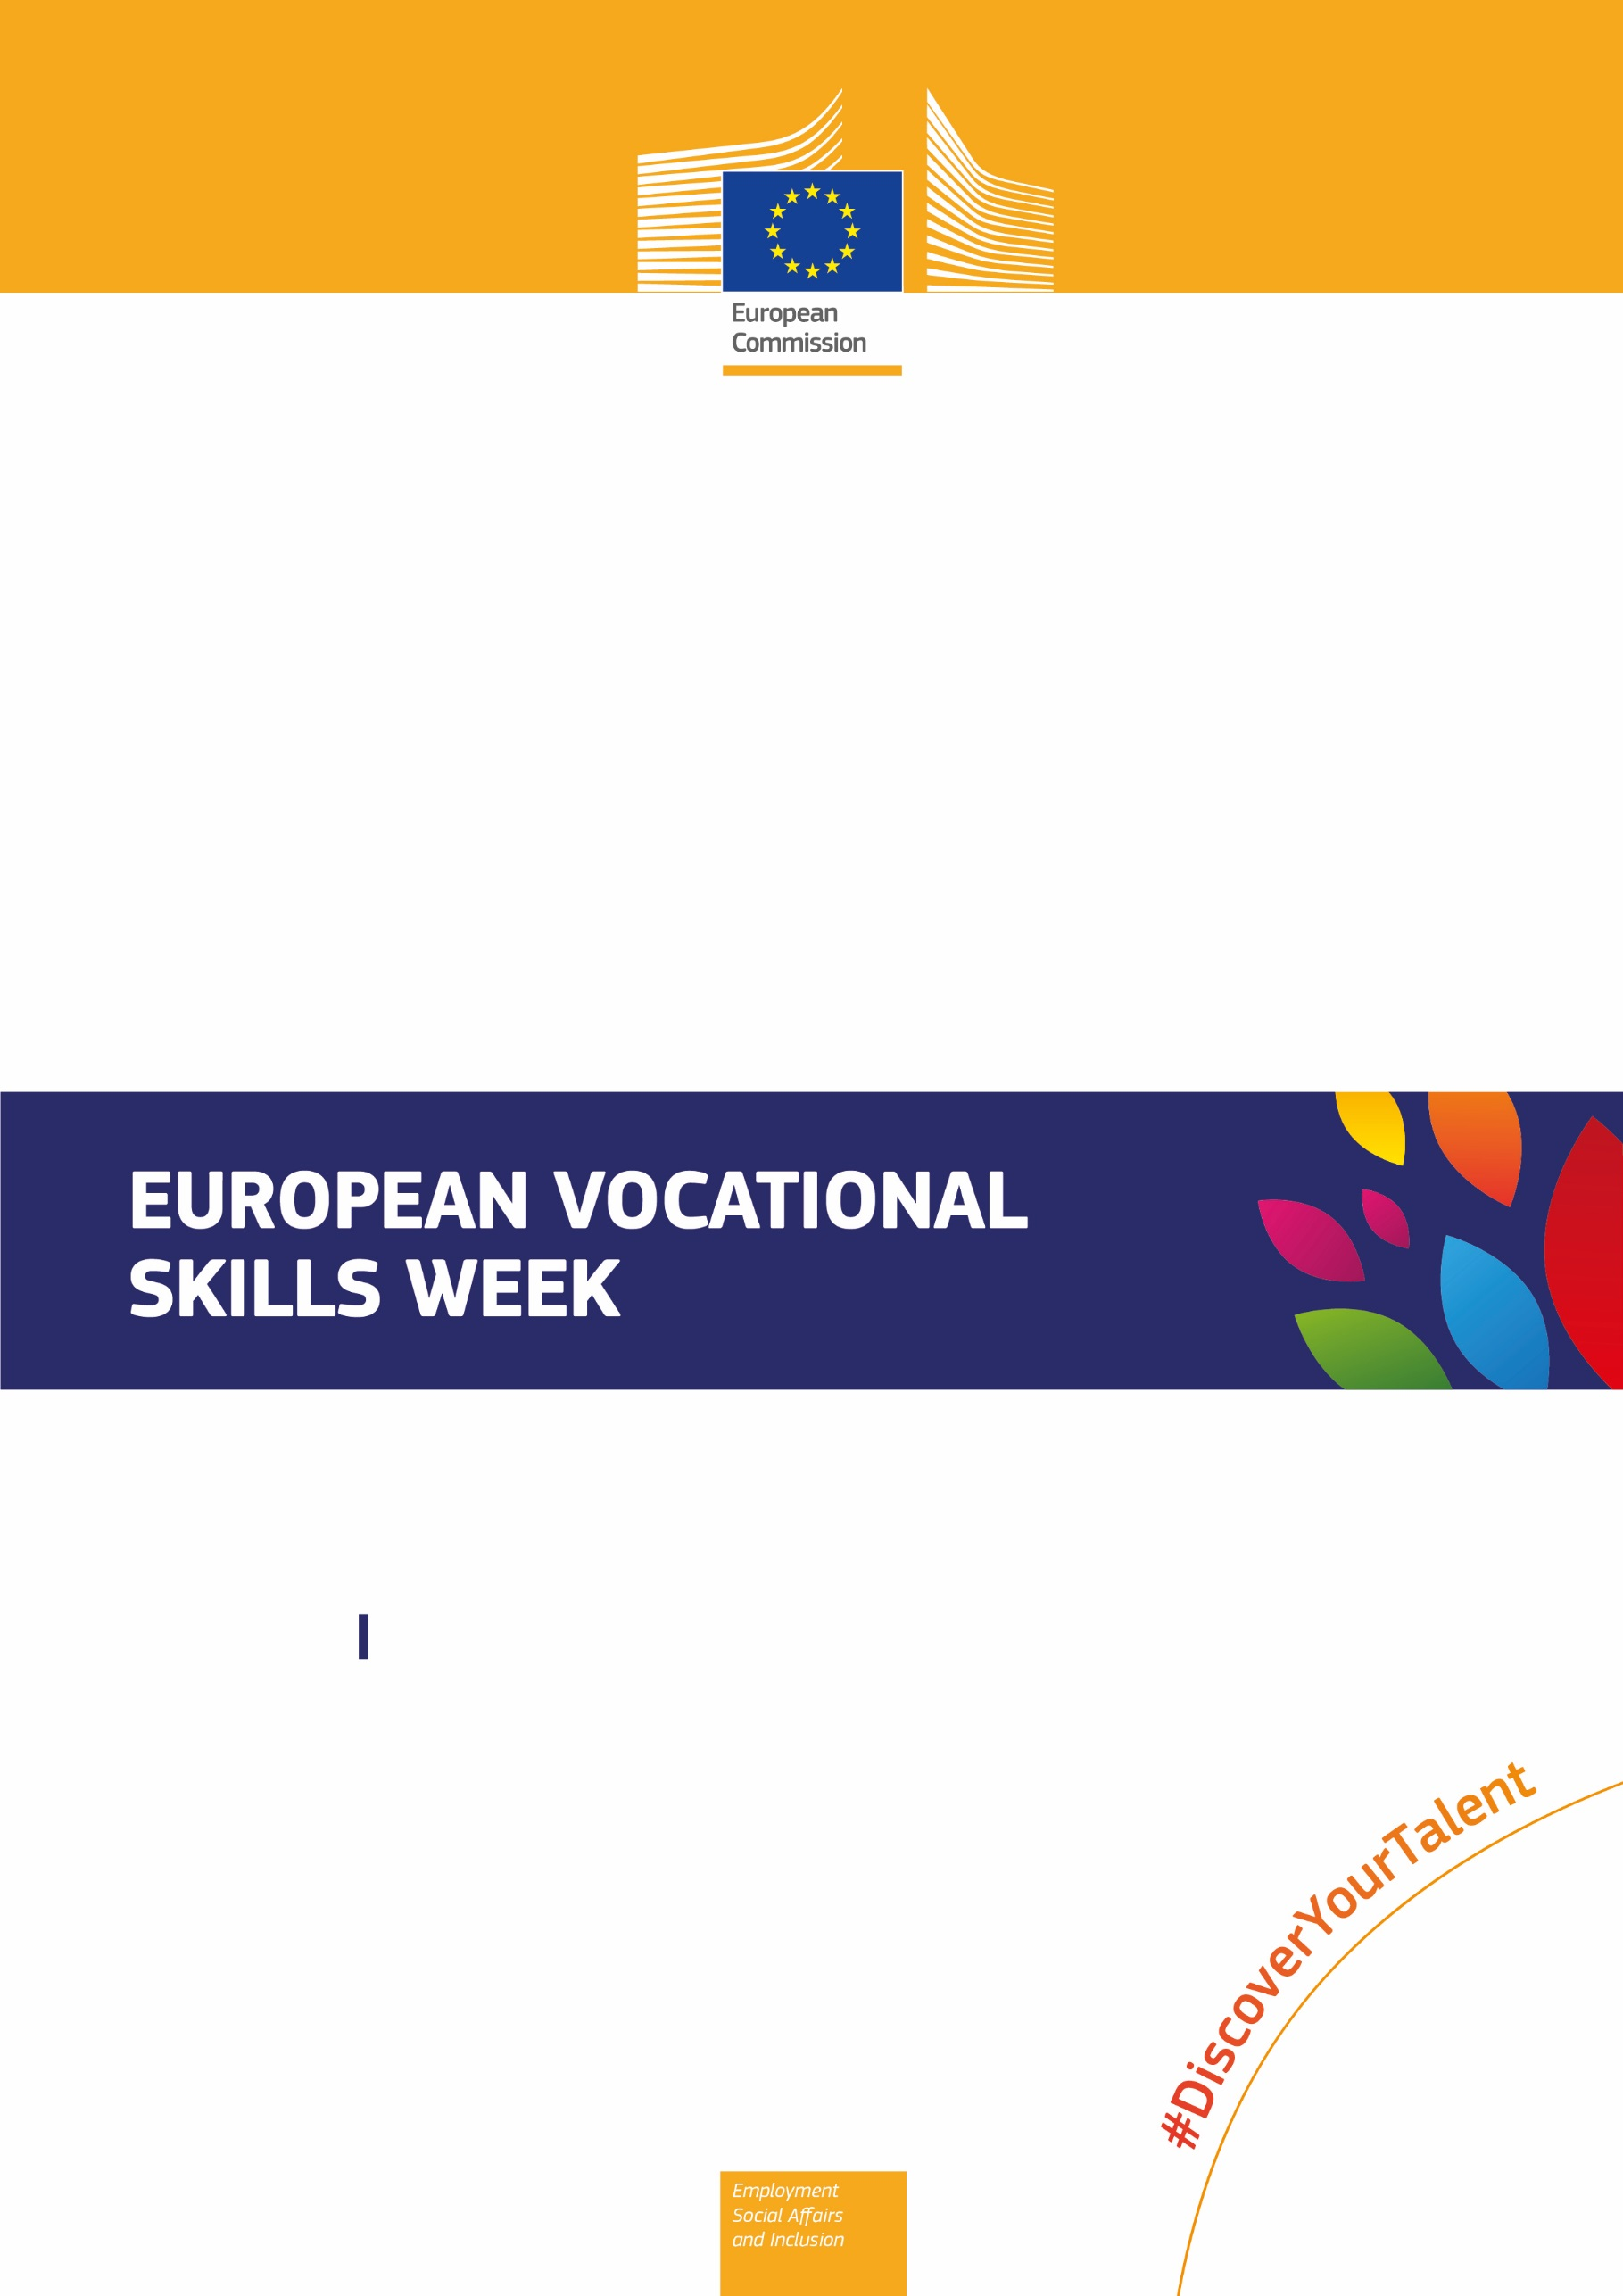 European
Commission
EUROPEAN VOCATIONAL
SKILLS WEEK
#DiscoverYourTalent
Employment
Social Affairs
and Inclusion